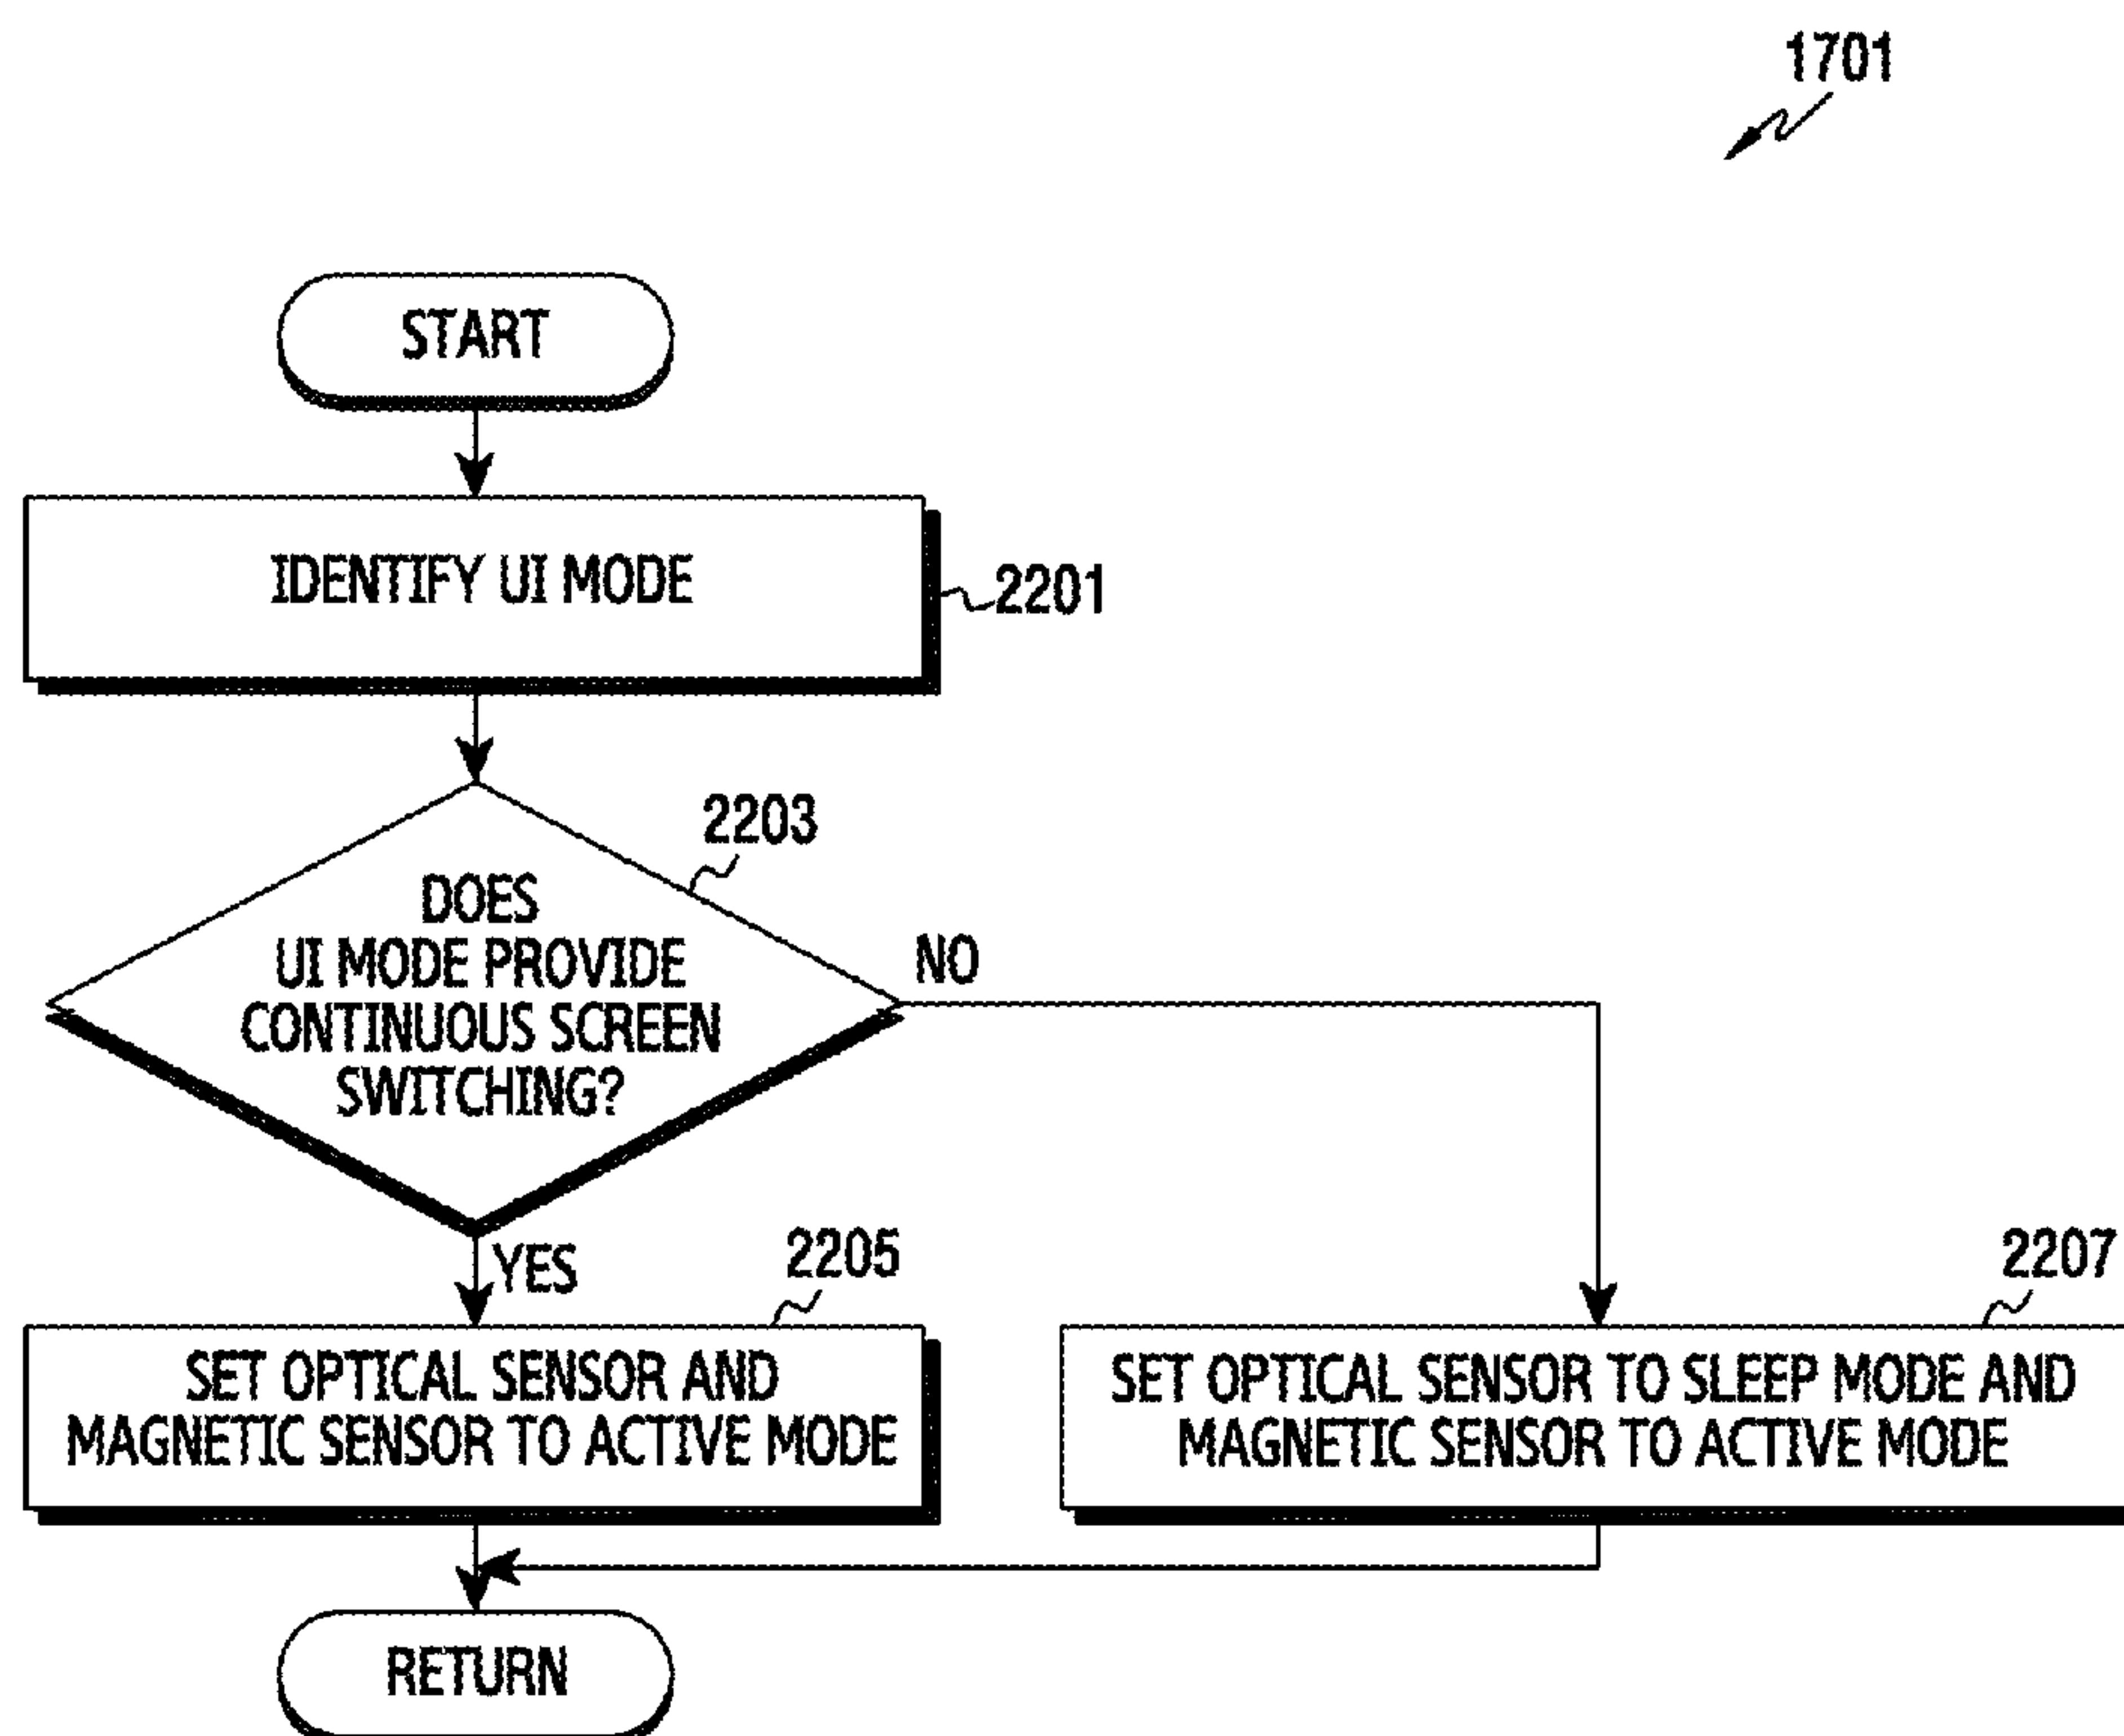 1701
START
IDENTIFY UI MODE
2201
2203
DOES
UI MODE PROVIDE
CONTINUOUS SCREEN
SWITCHING?
NO
YES
2205
SET OPTICAL SENSOR AND
MAGNETIC SENSOR TO ACTIVE MODE
2207
SET OPTICAL SENSOR TO SLEEP MODE AND
MAGNETIC SENSOR TO ACTIVE MODE
RETURN